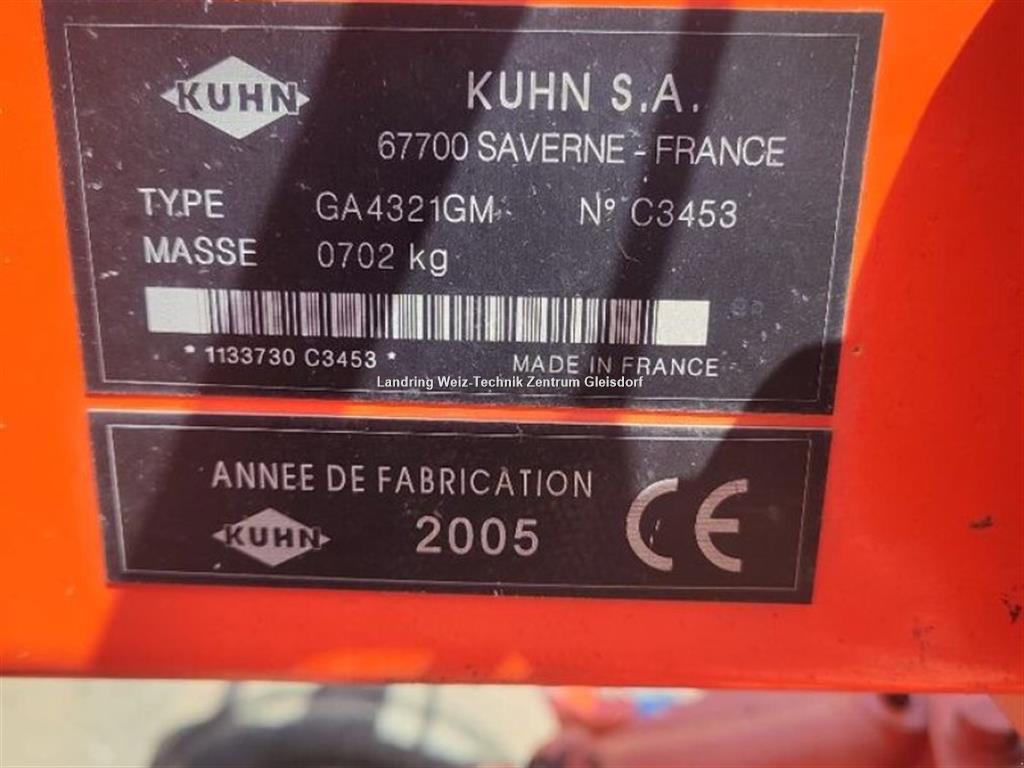 KUHN
KUHN S.A.
67700 SAVERNE - FRANCE
TYPE GA4321GM N° C3453
MASSE 0702 kg
* 1133730 C3453 * MADE IN FRANCE
Landring Weiz-Technik Zentrum Gleisdorf
ANNEE DE FABRICATION
KUHN 2005 CE